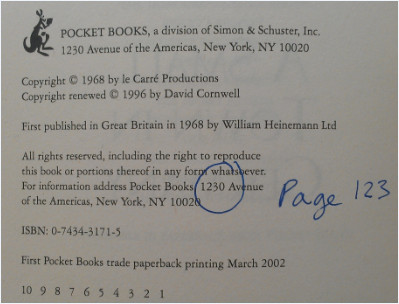 POCKET BOOKS, a division of Simon & Schuster, Inc.
1230 Avenue of the Americas, New York, NY 10020
Copyright © 1968 by le Carré Productions
Copyright renewed © 1996 by David Cornwell
First published in Great Britain in 1968 by William Heinemann Ltd
All rights reserved, including the right to reproduce
this book or portions thereof in any form whatsoever.
For information address Pocket Books, 1230 Avenue
of the Americas, New York, NY 10020
Page 123
ISBN: 0-7434-3171-5
First Pocket Books trade paperback printing March 2002
10 9 8 7 6 5 4 3 2 1